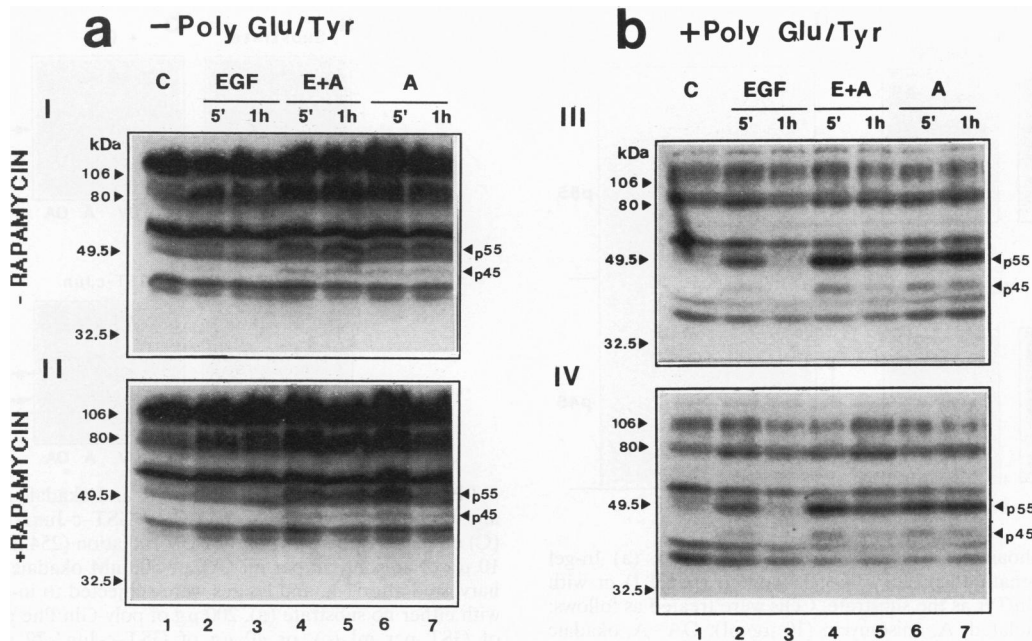 a
− Poly Glu/Tyr
C EGF E+A A
I
5' 1h 5' 1h 5' 1h
kDa
106
80
49.5
32.5
p55
p45
- RAPAMYCIN
II
106
80
49.5
32.5
p55
p45
+RAPAMYCIN
1 2 3 4 5 6 7
b
+Poly Glu/Tyr
C EGF E+A A
III
5' 1h 5' 1h 5' 1h
kDa
106
80
49.5
32.5
p55
p45
IV
106
80
49.5
32.5
p55
p45
1 2 3 4 5 6 7